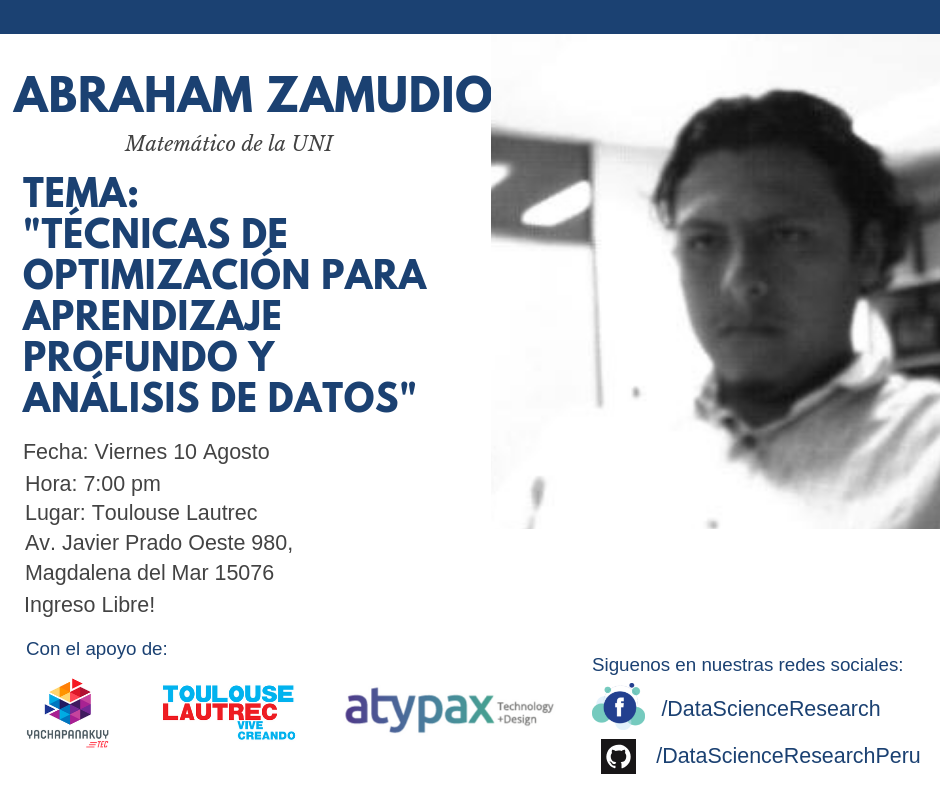 ABRAHAM ZAMUDIO
Matemático de la UNI
TEMA:
"TÉCNICAS DE
OPTIMIZACIÓN PARA
APRENDIZAJE
PROFUNDO Y
ANÁLISIS DE DATOS"
Fecha: Viernes 10 Agosto
Hora: 7:00 pm
Lugar: Toulouse Lautrec
Av. Javier Prado Oeste 980,
Magdalena del Mar 15076
Ingreso Libre!
Con el apoyo de:
YACHAPANAKUY
TEC
TOULOUSE
LAUTREC
VIVE
CREANDO
atypax
Technology
+Design
Siguenos en nuestras redes sociales:
/DataScienceResearch
/DataScienceResearchPeru